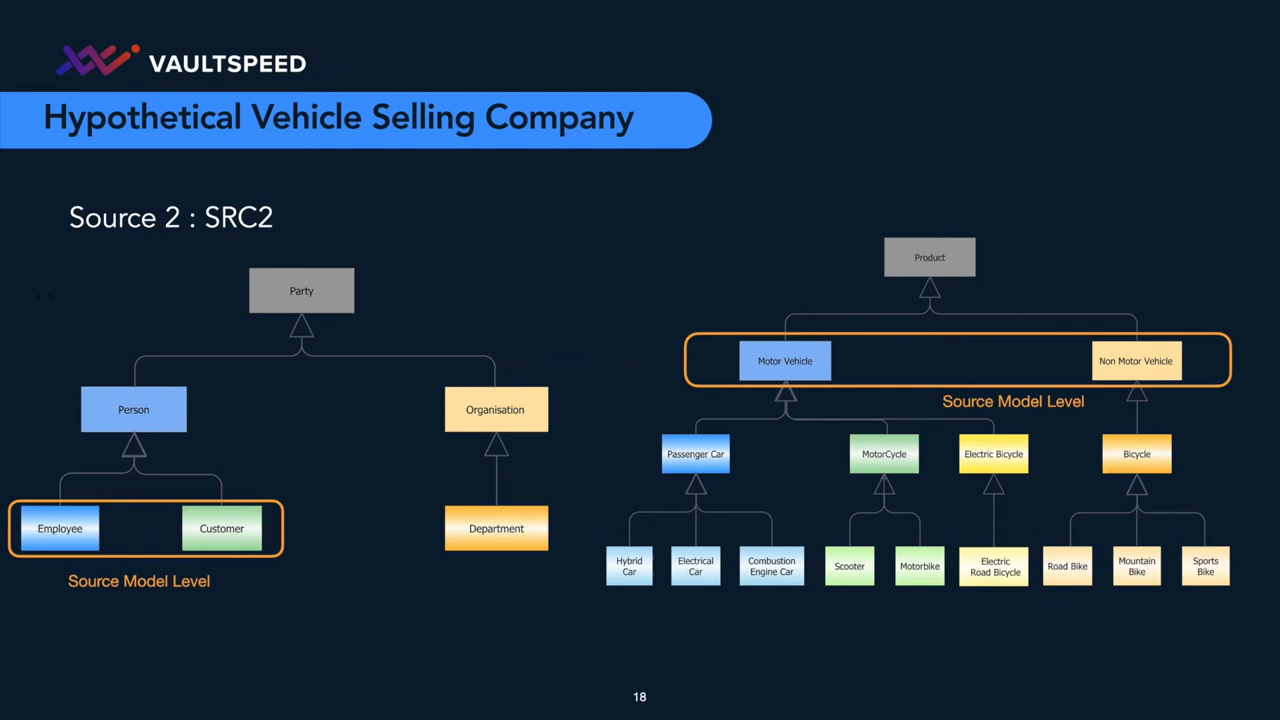 VAULTSPEED
Hypothetical Vehicle Selling Company
Source 2 : SRC2
Party
Person
Organisation
Employee
Customer
Department
Source Model Level
Product
Motor Vehicle
Non Motor Vehicle
Source Model Level
Passenger Car
MotorCycle
Electric Bicycle
Bicycle
Hybrid
Car
Electrical
Car
Combustion
Engine Car
Scooter
Motorbike
Electric
Road Bicycle
Road Bike
Mountain
Bike
Sports
Bike
18